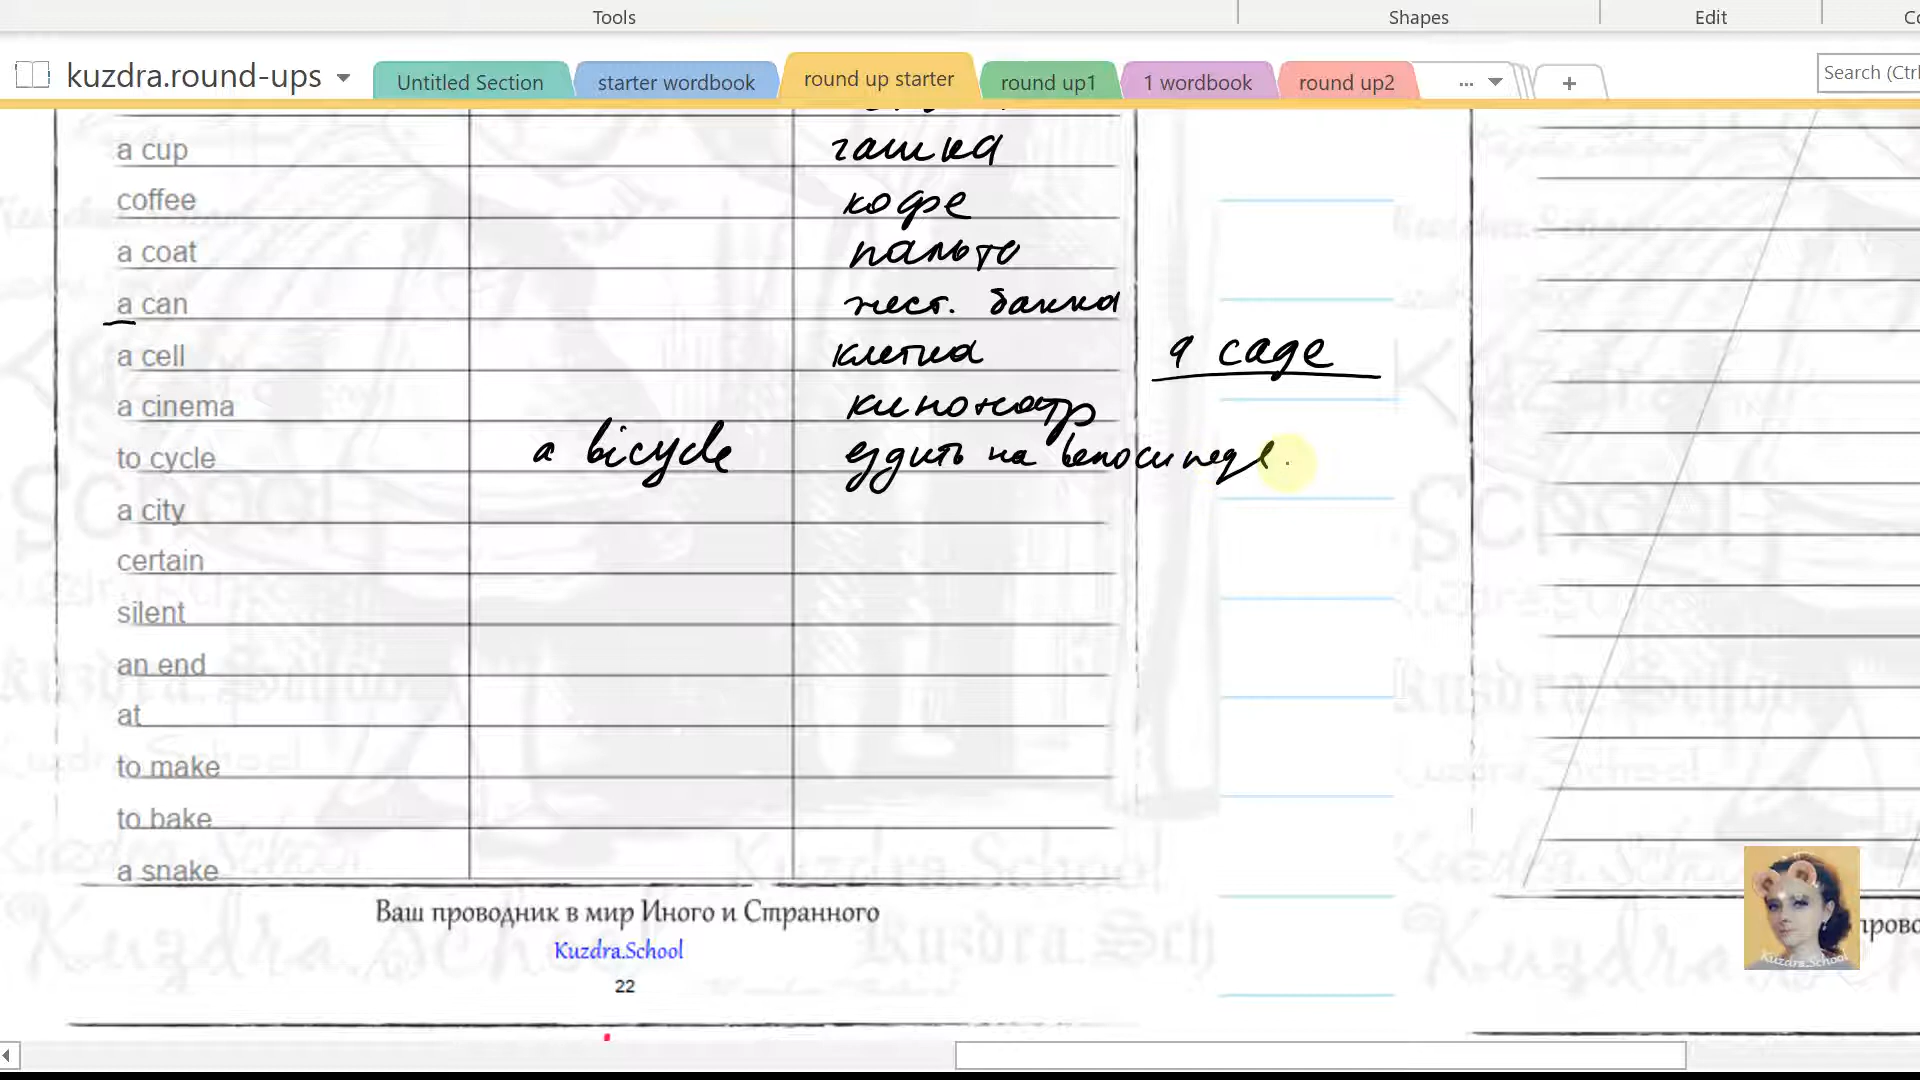 Tools Shapes Edit
kuzdra.round-ups Untitled Section starter wordbook round up starter round up1 1 wordbook round up2 ... + Search (Ctrl
a cup чашка
coffee кофе
a coat пальто
a can жест. банка
a cell клетка a cage
a cinema кинотеатр
to cycle a bicycle ездить на велосипеде.
a city
certain
silent
an end
at
to make
to bake
a snake
Ваш проводник в мир Иного и Странного
Kuzdra.School
22
Kuzdra.School